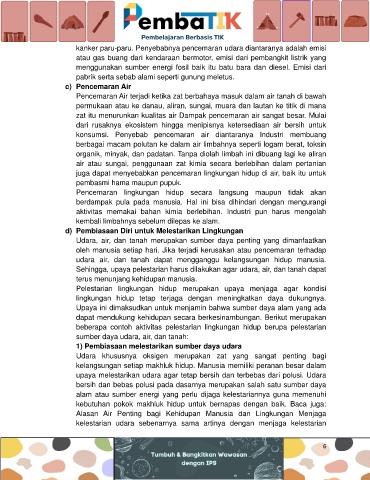 PembaTIK
Pembelajaran Berbasis TIK
kanker paru-paru. Penyebabnya pencemaran udara diantaranya adalah emisi
atau gas buang dari kendaraan bermotor, emisi dari pembangkit listrik yang
menggunakan sumber energi fosil baik itu batu bara dan diesel. Emisi dari
pabrik serta sebab alami seperti gunung meletus.
c) Pencemaran Air
Pencemaran Air terjadi ketika zat berbahaya masuk dalam air tanah di bawah
permukaan atau ke danau, aliran, sungai, muara dan lautan ke titik di mana
zat itu menurunkan kualitas air Dampak pencemaran air sangat besar. Mulai
dari rusaknya ekosistem hingga menipisnya ketersediaan air bersih untuk
konsumsi. Penyebab pencemaran air diantaranya Industri membuang
berbagai macam polutan ke dalam air limbahnya seperti logam berat, toksin
organik, minyak, dan padatan. Tanpa diolah limbah ini dibuang lagi ke aliran
air atau sungai, penggunaan zat kimia secara berlebihan dalam pertanian
juga dapat menyebabkan pencemaran lingkungan hidup di air, baik itu untuk
pembasmi hama maupun pupuk.
Pencemaran lingkungan hidup secara langsung maupun tidak akan
berdampak pula pada manusia. Hal ini bisa dihindari dengan mengurangi
aktivitas memakai bahan kimia berlebihan. Industri pun harus mengolah
kembali limbahnya sebelum dilepas ke alam.
d) Pembiasaan Diri untuk Melestarikan Lingkungan
Udara, air, dan tanah merupakan sumber daya penting yang dimanfaatkan
oleh manusia setiap hari. Jika terjadi kerusakan atau pencemaran terhadap
udara air, dan tanah dapat mengganggu kelangsungan hidup manusia.
Sehingga, upaya pelestarian harus dilakukan agar udara, air, dan tanah dapat
terus menunjang kehidupan manusia.
Pelestarian lingkungan hidup merupakan upaya menjaga agar kondisi
lingkungan hidup tetap terjaga dengan meningkatkan daya dukungnya.
Upaya ini dimaksudkan untuk menjamin bahwa sumber daya alam yang ada
dapat mendukung kehidupan secara berkesinambungan. Berikut merupakan
beberapa contoh aktivitas pelestarian lingkungan hidup berupa pelestarian
sumber daya udara, air, dan tanah:
1) Pembiasaan melestarikan sumber daya udara
Udara khususnya oksigen merupakan zat yang sangat penting bagi
kelangsungan setiap makhluk hidup. Manusia memiliki peranan besar dalam
upaya melestarikan udara agar tetap bersih dan terbebas dari polusi. Udara
bersih dan bebas polusi pada dasarnya merupakan salah satu sumber daya
alam atau sumber energi yang perlu dijaga kelestariannya guna memenuhi
kebutuhan pokok makhluk hidup untuk bernapas dengan baik. Baca juga:
Alasan Air Penting bagi Kehidupan Manusia dan Lingkungan Menjaga
kelestarian udara sebenarnya sama artinya dengan menjaga kelestarian
6
Tumbuh & Bangkitkan Wawasan
dengan IPS